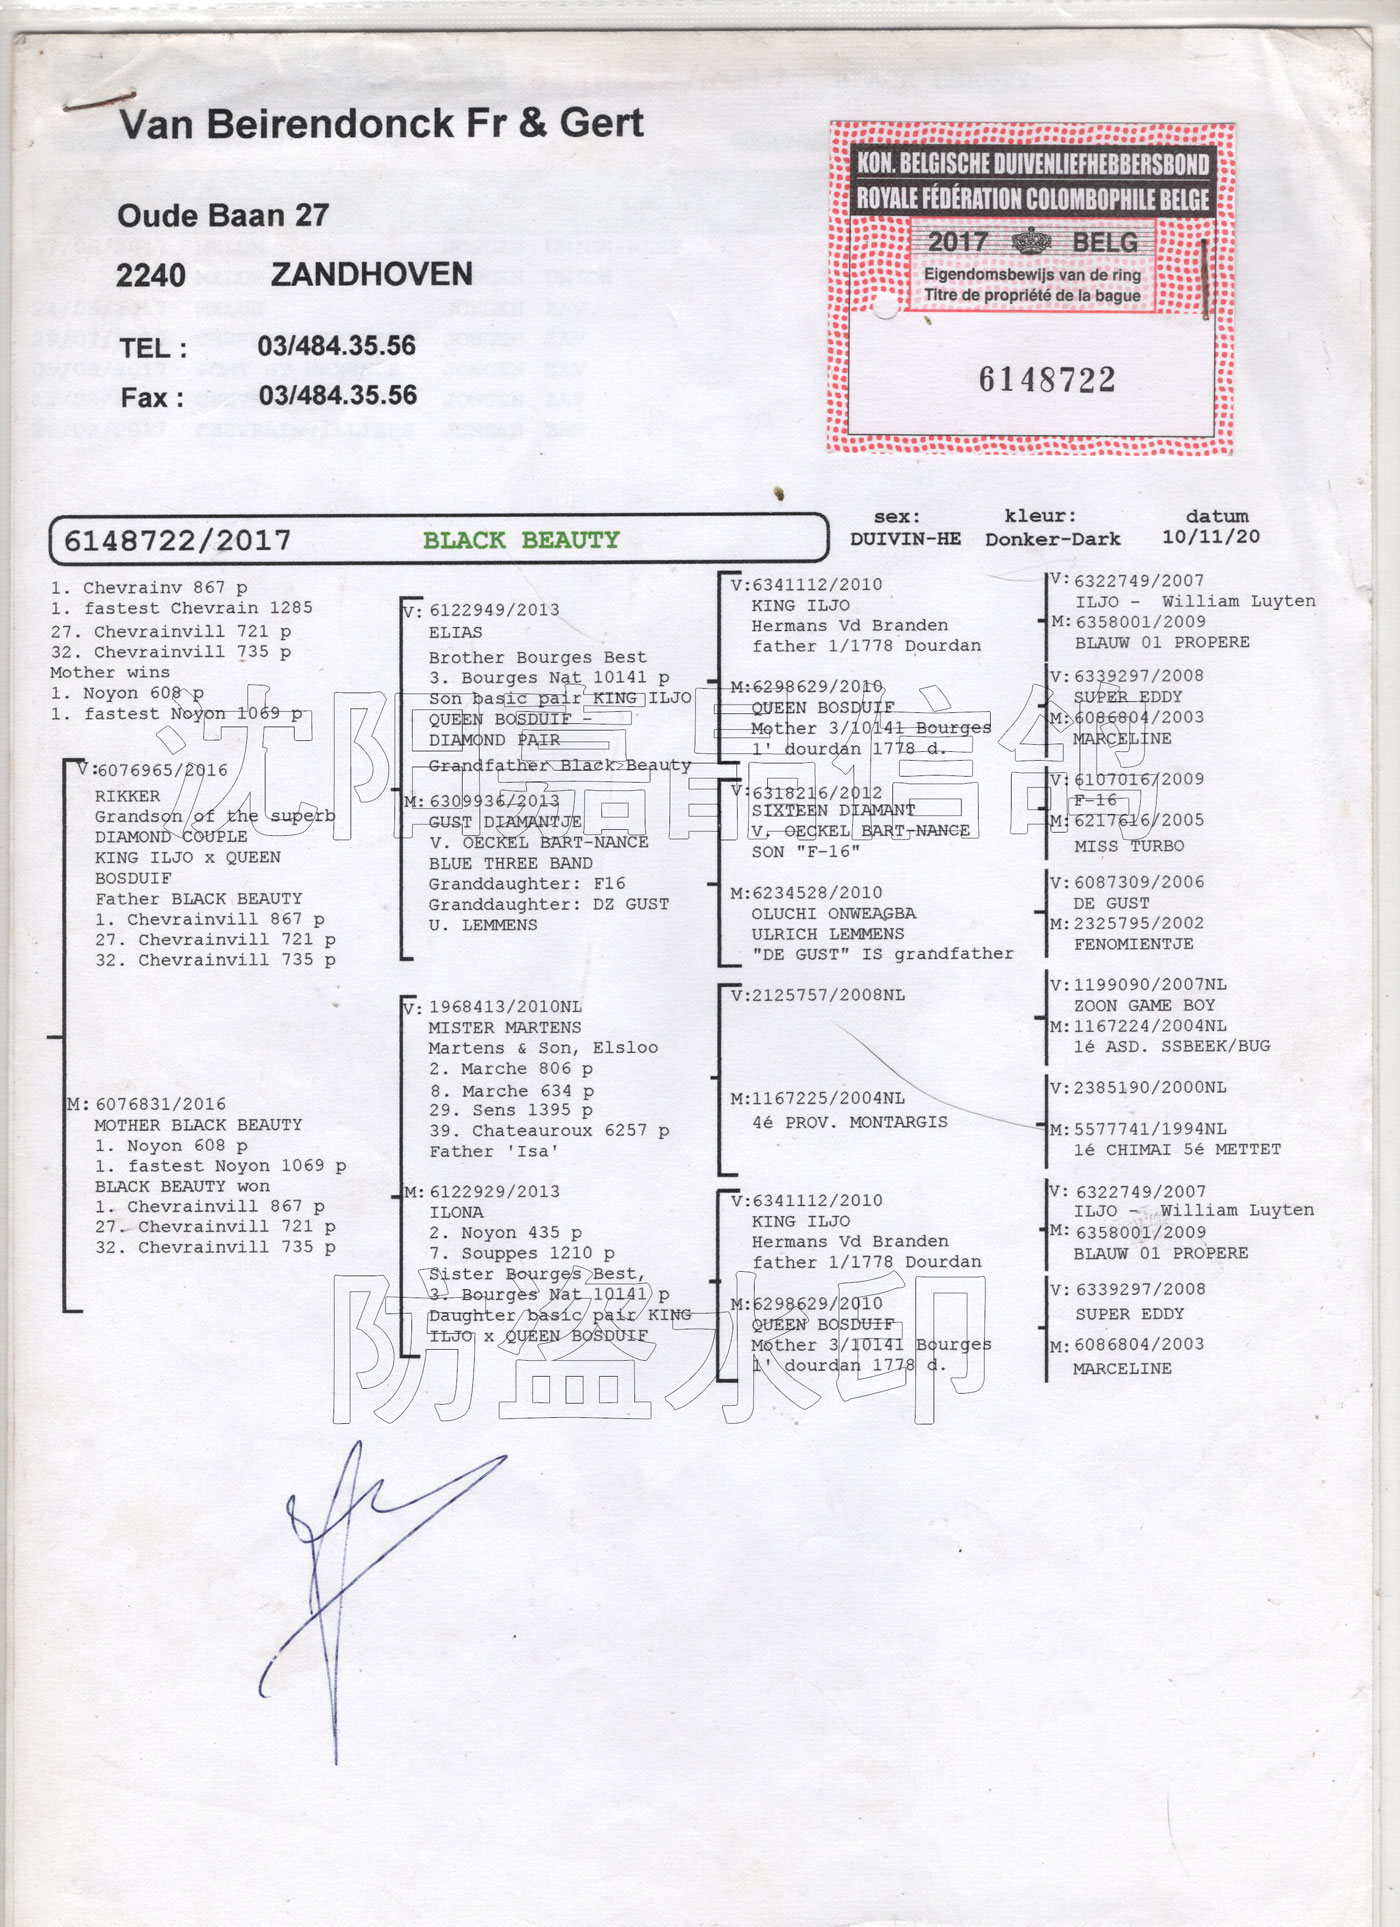 Van Beirendonck Fr & Gert
Oude Baan 27
2240 ZANDHOVEN
TEL : 03/484.35.56
Fax : 03/484.35.56
KON. BELGISCHE DUIVENLIEFHEBBERSBOND
ROYALE FÉDÉRATION COLOMBOPHILE BELGE
2017 BELG
Eigendomsbewijs van de ring
Titre de propriété de la bague
6148722
6148722/2017 BLACK BEAUTY
sex: kleur: datum
DUIVIN-HE Donker-Dark 10/11/20
1. Chevrainv 867 p
1. fastest Chevrain 1285
27. Chevrainvill 721 p
32. Chevrainvill 735 p
Mother wins
1. Noyon 608 p
1. fastest Noyon 1069 p
V:6076965/2016
RIKKER
Grandson of the superb
DIAMOND COUPLE
KING ILJO x QUEEN
BOSDUIF
Father BLACK BEAUTY
1. Chevrainvill 867 p
27. Chevrainvill 721 p
32. Chevrainvill 735 p
M: 6076831/2016
MOTHER BLACK BEAUTY
1. Noyon 608 p
1. fastest Noyon 1069 p
BLACK BEAUTY won
1. Chevrainvill 867 p
27. Chevrainvill 721 p
32. Chevrainvill 735 p
V: 6122949/2013
ELIAS
Brother Bourges Best
3. Bourges Nat 10141 p
Son basic pair KING ILJO
QUEEN BOSDUIF -
DIAMOND PAIR
Grandfather Black Beauty
M: 6309936/2013
GUST DIAMANTJE
V. OECKEL BART-NANCE
BLUE THREE BAND
Granddaughter: F16
Granddaughter: DZ GUST
U. LEMMENS
V: 1968413/2010NL
MISTER MARTENS
Martens & Son, Elsloo
2. Marche 806 p
8. Marche 634 p
29. Sens 1395 p
39. Chateauroux 6257 p
Father 'Isa'
M: 6122929/2013
ILONA
2. Noyon 435 p
7. Souppes 1210 p
Sister Bourges Best,
3. Bourges Nat 10141 p
Daughter basic pair KING
ILJO x QUEEN BOSDUIF
V:6341112/2010
KING ILJO
Hermans Vd Branden
father 1/1778 Dourdan
M:6298629/2010
QUEEN BOSDUIF
Mother 3/10141 Bourges
1' dourdan 1778 d.
V:6318216/2012
SIXTEEN DIAMANT
V. OECKEL BART-NANCE
SON "F-16"
M:6234528/2010
OLUCHI ONWEAGBA
ULRICH LEMMENS
"DE GUST" IS grandfather
V:2125757/2008NL
M:1167225/2004NL
4é PROV. MONTARGIS
V:6341112/2010
KING ILJO
Hermans Vd Branden
father 1/1778 Dourdan
M:6298629/2010
QUEEN BOSDUIF
Mother 3/10141 Bourges
1' dourdan 1778 d.
V: 6322749/2007
ILJO - William Luyten
M: 6358001/2009
BLAUW 01 PROPERE
V: 6339297/2008
SUPER EDDY
M: 6086804/2003
MARCELINE
V: 6107016/2009
F-16
M: 6217616/2005
MISS TURBO
V: 6087309/2006
DE GUST
M: 2325795/2002
FENOMIENTJE
V:1199090/2007NL
ZOON GAME BOY
M:1167224/2004NL
1é ASD. SSBEEK/BUG
V:2385190/2000NL
M:5577741/1994NL
1é CHIMAI 5é METTET
V: 6322749/2007
ILJO - William Luyten
M: 6358001/2009
BLAUW 01 PROPERE
V: 6339297/2008
SUPER EDDY
M: 6086804/2003
MARCELINE
沈阳嘉晶信鸽
防盗水印